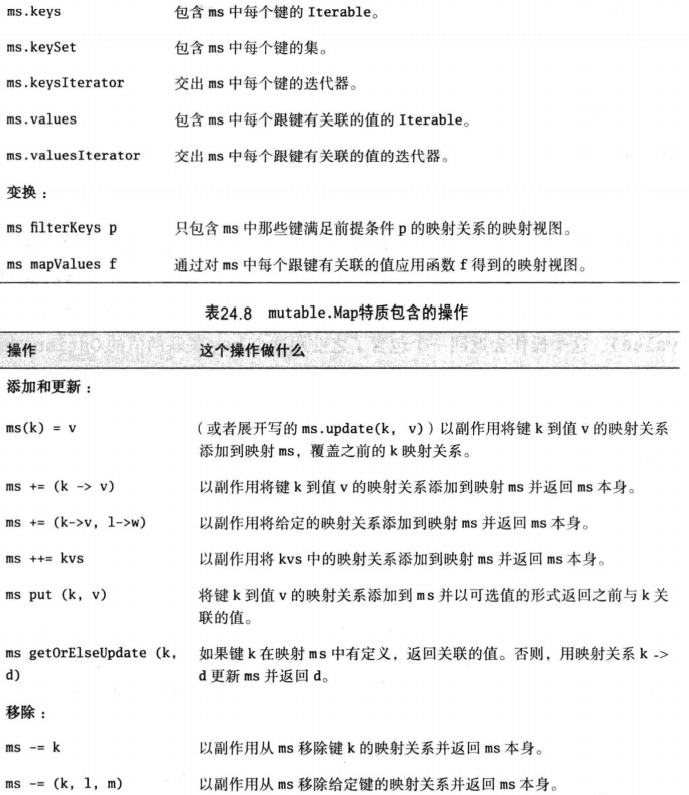 ms.keys 包含 ms 中每个键的 Iterable。
ms.keySet 包含 ms 中每个键的集。
ms.keysIterator 交出 ms 中每个键的迭代器。
ms.values 包含 ms 中每个跟键有关联的值的 Iterable。
ms.valuesIterator 交出 ms 中每个跟键有关联的值的迭代器。
变换：
ms filterKeys p 只包含 ms 中那些键满足前提条件 p 的映射关系的映射视图。
ms mapValues f 通过对 ms 中每个跟键有关联的值应用函数 f 得到的映射视图。
表24.8 mutable.Map特质包含的操作
操作 这个操作做什么
添加和更新：
ms(k) = v （或者展开写的 ms.update(k, v)）以副作用将键 k 到值 v 的映射关系
添加到映射 ms，覆盖之前的 k 映射关系。
ms += (k -> v) 以副作用将键 k 到值 v 的映射关系添加到映射 ms 并返回 ms 本身。
ms += (k->v, l->w) 以副作用将给定的映射关系添加到映射 ms 并返回 ms 本身。
ms ++= kvs 以副作用将 kvs 中的映射关系添加到映射 ms 并返回 ms 本身。
ms put (k, v) 将键 k 到值 v 的映射关系添加到 ms 并以可选值的形式返回之前与 k 关
联的值。
ms getOrElseUpdate (k, 如果键 k 在映射 ms 中有定义，返回关联的值。否则，用映射关系 k ->
d) d 更新 ms 并返回 d。
移除：
ms -= k 以副作用从 ms 移除键 k 的映射关系并返回 ms 本身。
ms -= (k, l, m) 以副作用从 ms 移除给定键的映射关系并返回 ms 本身。